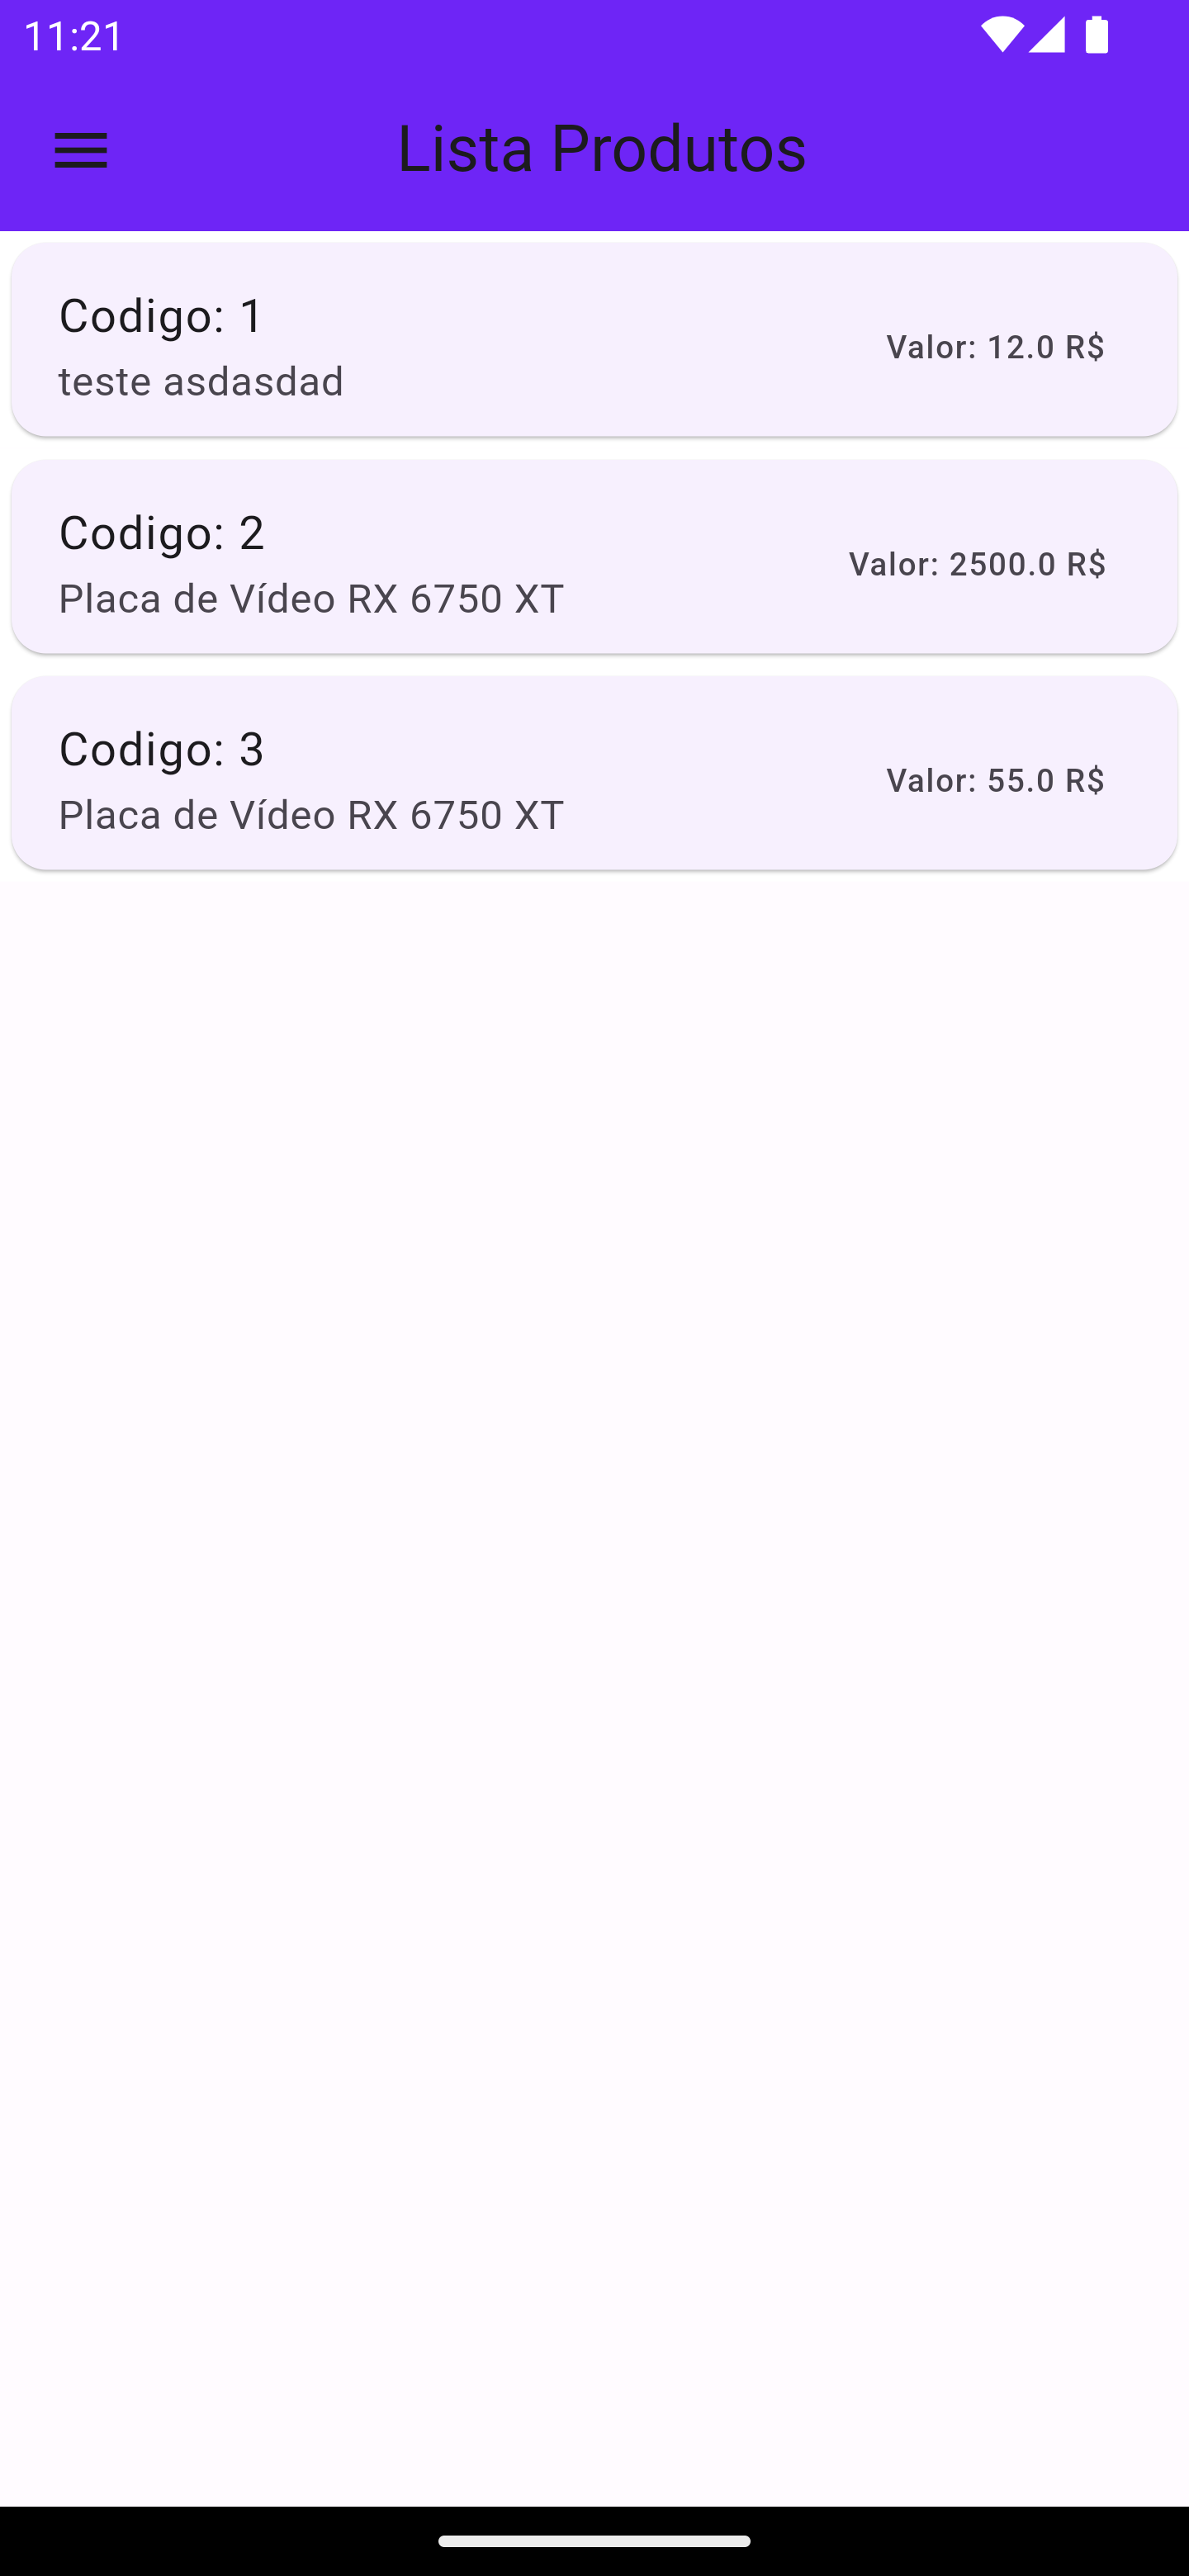 11:21
Lista Produtos
Codigo: 1
teste asdasdad
Valor: 12.0 R$
Codigo: 2
Placa de Vídeo RX 6750 XT
Valor: 2500.0 R$
Codigo: 3
Placa de Vídeo RX 6750 XT
Valor: 55.0 R$